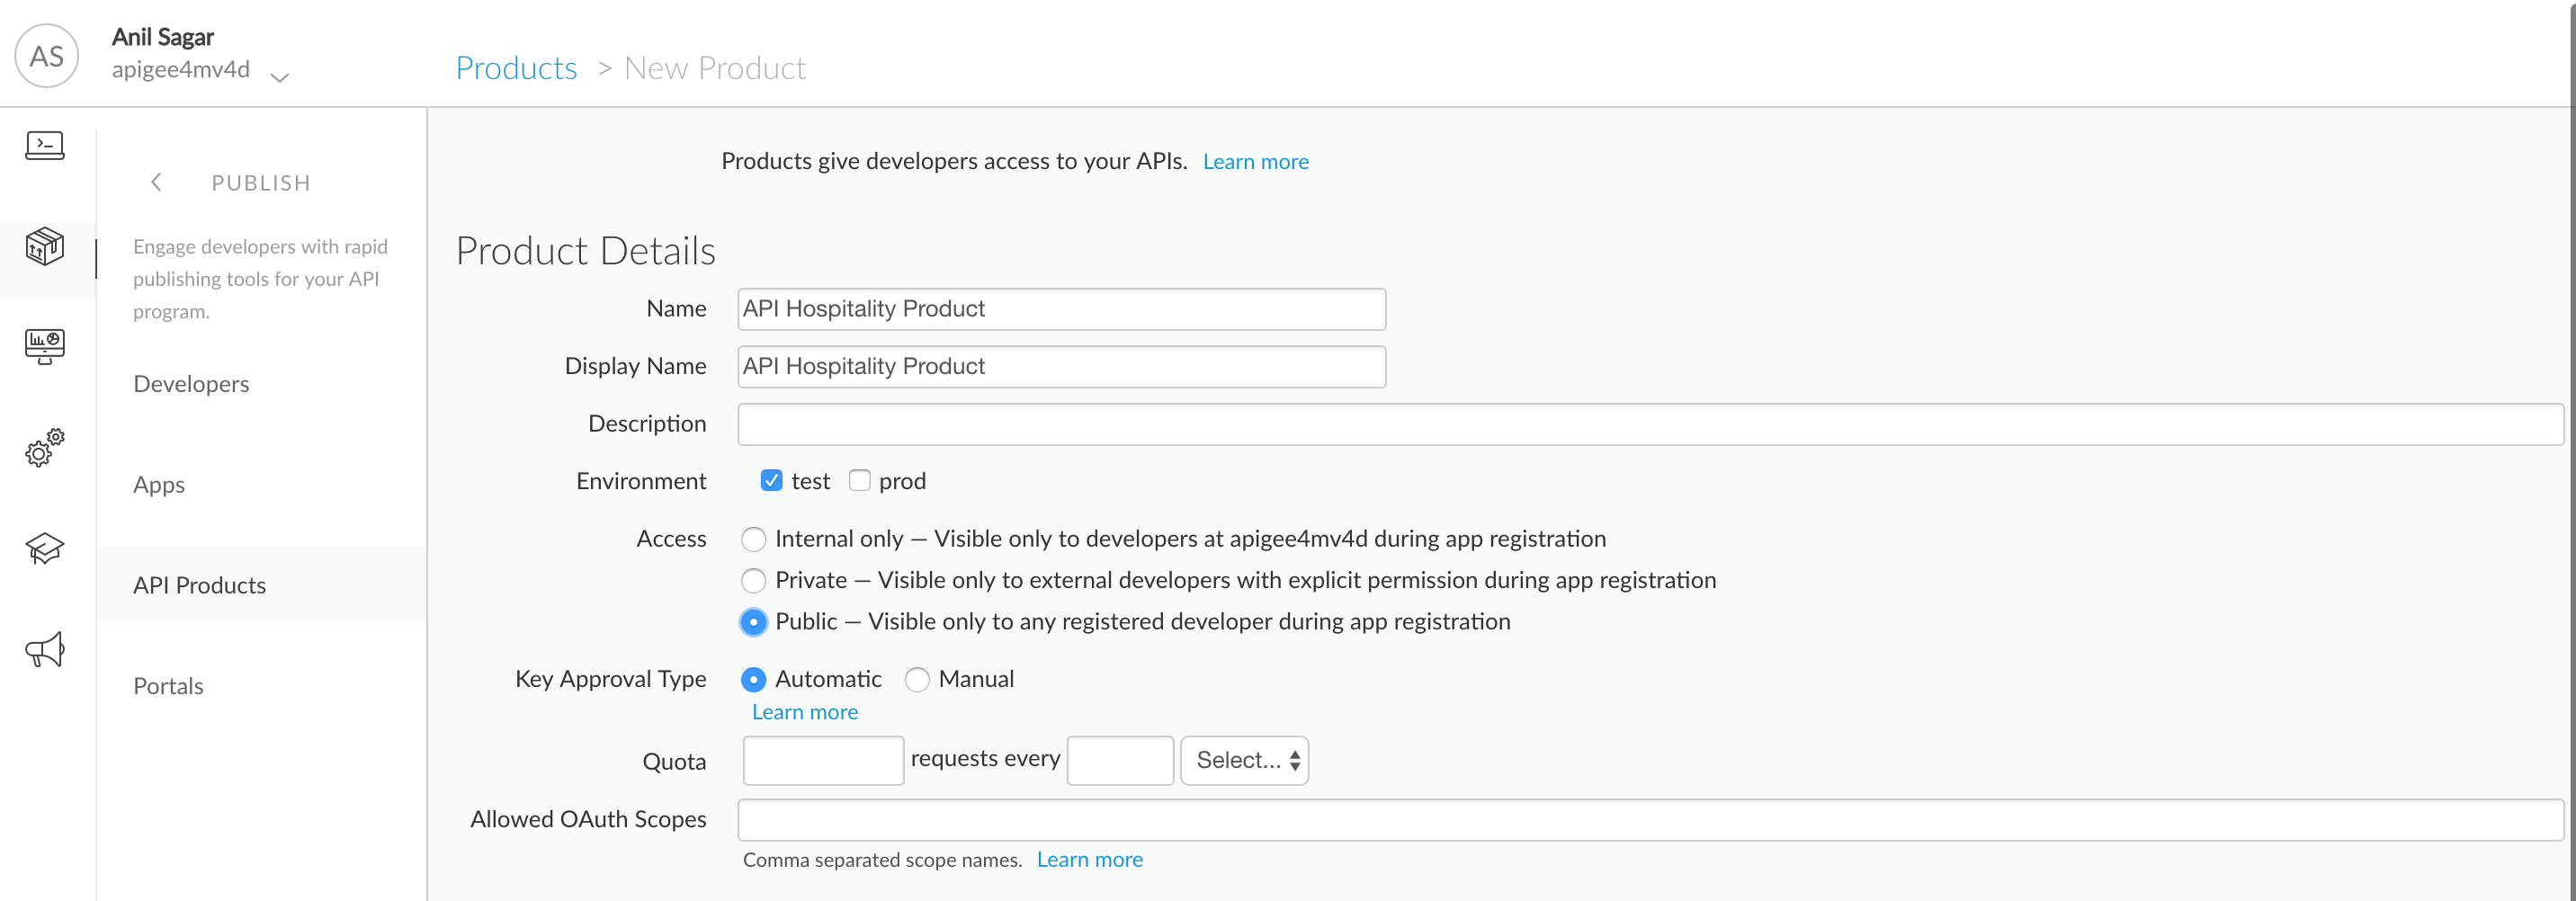 AS
Anil Sagar
apigee4mv4d
Products > New Product
PUBLISH
Engage developers with rapid
publishing tools for your API
program.
Developers
Apps
API Products
Portals
Products give developers access to your APIs. Learn more
Product Details
Name API Hospitality Product
Display Name API Hospitality Product
Description
Environment test prod
Access Internal only — Visible only to developers at apigee4mv4d during app registration
Private — Visible only to external developers with explicit permission during app registration
Public — Visible only to any registered developer during app registration
Key Approval Type Automatic Manual
Learn more
Quota requests every Select...
Allowed OAuth Scopes
Comma separated scope names. Learn more